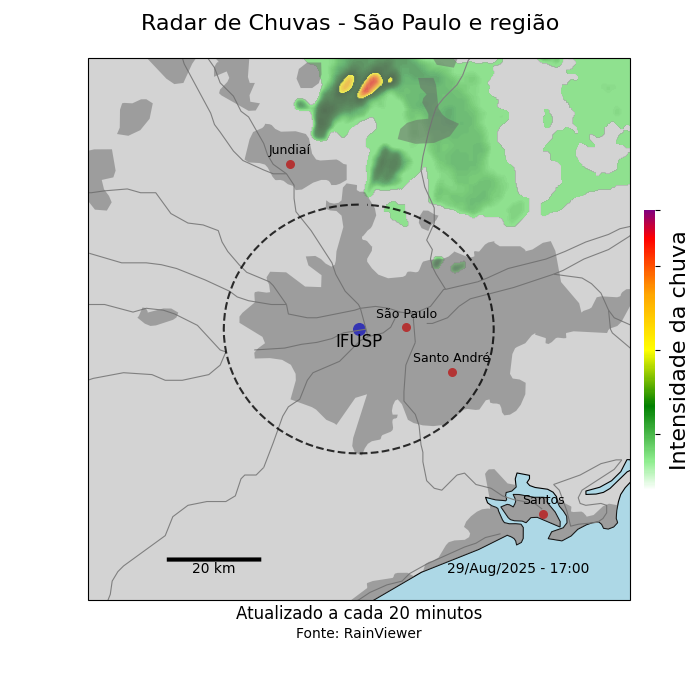 Radar de Chuvas - São Paulo e região
Jundiaí
São Paulo
IFUSP
Santo André
Santos
20 km
29/Aug/2025 - 17:00
Intensidade da chuva
Atualizado a cada 20 minutos
Fonte: RainViewer